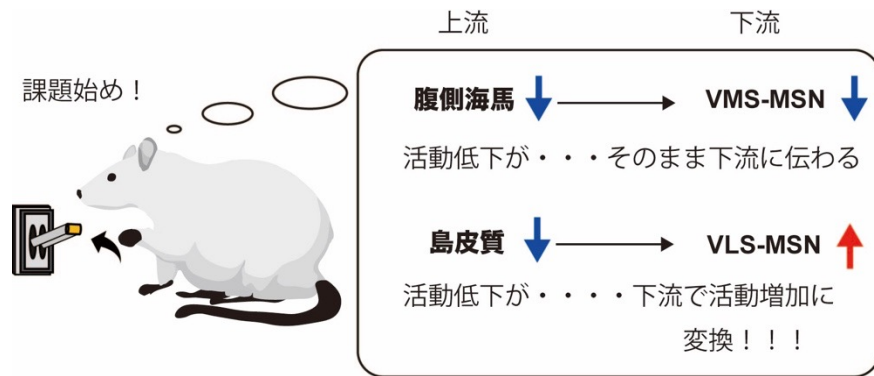 上流 下流
課題始め！
腹側海馬 VMS-MSN
活動低下が・・・そのまま下流に伝わる
島皮質 VLS-MSN
活動低下が・・・・下流で活動増加に
変換！！！